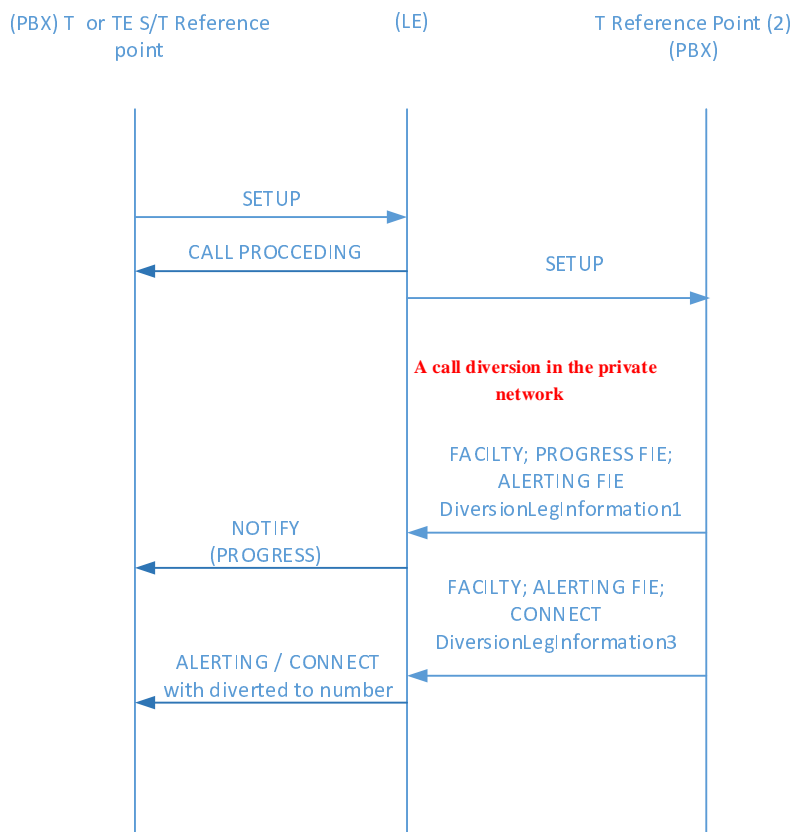 (PBX) T or TE S/T Reference
point
(LE)
T Reference Point (2)
(PBX)
SETUP
CALL PROCCEDING
SETUP
A call diversion in the private
network
FACILTY; PROGRESS FIE;
ALERTING FIE
DiversionLegInformation1
NOTIFY
(PROGRESS)
FACILTY; ALERTING FIE;
CONNECT
DiversionLegInformation3
ALERTING / CONNECT
with diverted to number